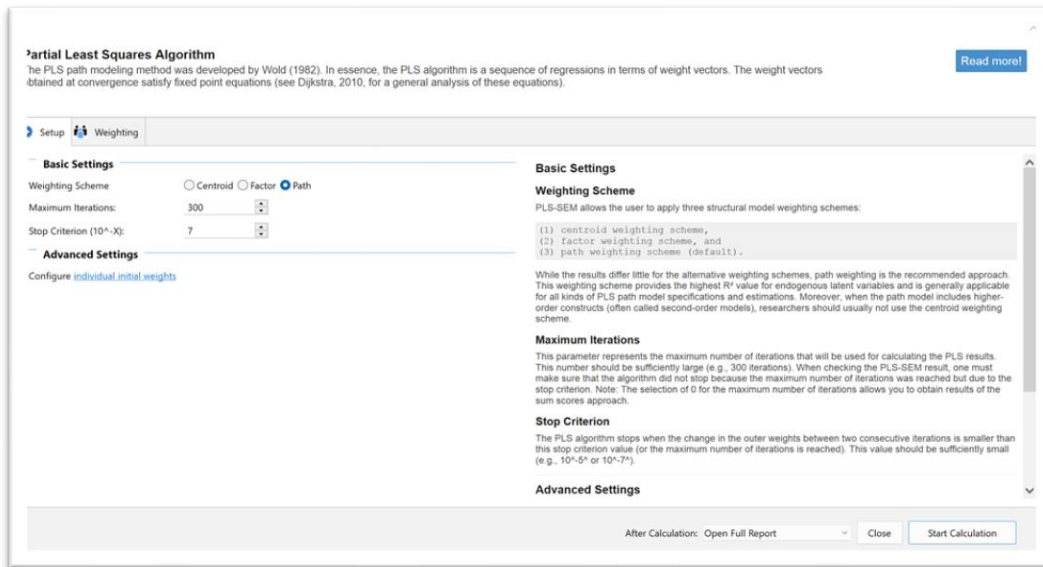 Partial Least Squares Algorithm
The PLS path modeling method was developed by Wold (1982). In essence, the PLS algorithm is a sequence of regressions in terms of weight vectors. The weight vectors
obtained at convergence satisfy fixed point equations (see Dijkstra, 2010, for a general analysis of these equations).
Read more!
Setup Weighting
Basic Settings
Weighting Scheme Centroid Factor Path
Maximum Iterations: 300
Stop Criterion (10^-X): 7
Advanced Settings
Configure individual initial weights
Basic Settings
Weighting Scheme
PLS-SEM allows the user to apply three structural model weighting schemes:
(1) centroid weighting scheme,
(2) factor weighting scheme, and
(3) path weighting scheme (default).
While the results differ little for the alternative weighting schemes, path weighting is the recommended approach.
This weighting scheme provides the highest R² value for endogenous latent variables and is generally applicable
for all kinds of PLS path model specifications and estimations. Moreover, when the path model includes higher-
order constructs (often called second-order models), researchers should usually not use the centroid weighting
scheme.
Maximum Iterations
This parameter represents the maximum number of iterations that will be used for calculating the PLS results.
This number should be sufficiently large (e.g., 300 iterations). When checking the PLS-SEM result, one must
make sure that the algorithm did not stop because the maximum number of iterations was reached but due to the
stop criterion. Note: The selection of 0 for the maximum number of iterations allows you to obtain results of the
sum scores approach.
Stop Criterion
The PLS algorithm stops when the change in the outer weights between two consecutive iterations is smaller than
this stop criterion value (or the maximum number of iterations is reached). This value should be sufficiently small
(e.g., 10^-5^ or 10^-7^).
Advanced Settings
After Calculation: Open Full Report Close Start Calculation